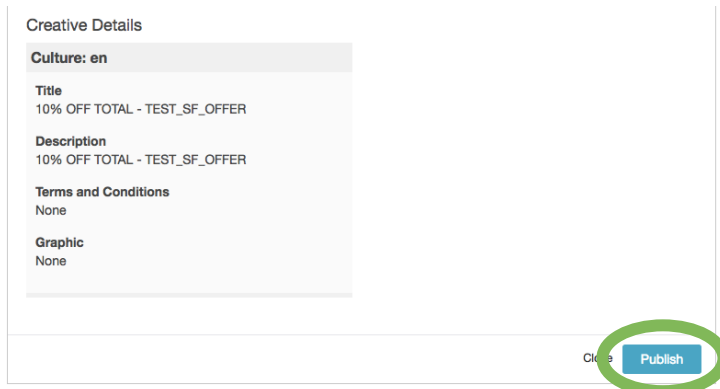 Creative Details
Culture: en
Title
10% OFF TOTAL - TEST_SF_OFFER
Description
10% OFF TOTAL - TEST_SF_OFFER
Terms and Conditions
None
Graphic
None
Publish